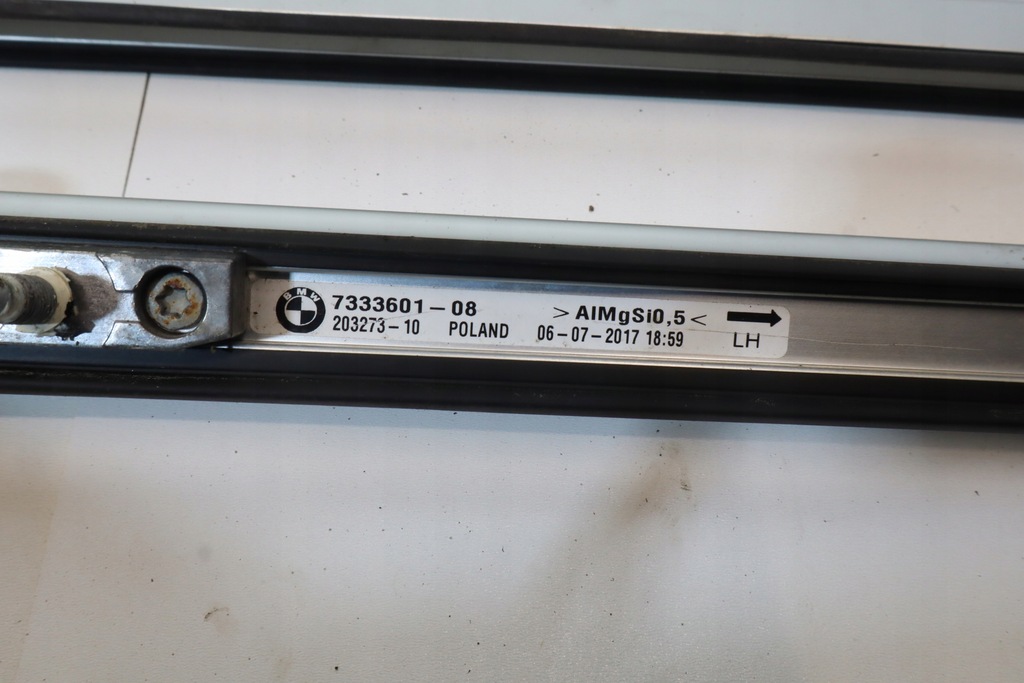 BMW
7333601-08 >AlMgSi0,5<
203273-10 POLAND 06-07-2017 18:59 LH